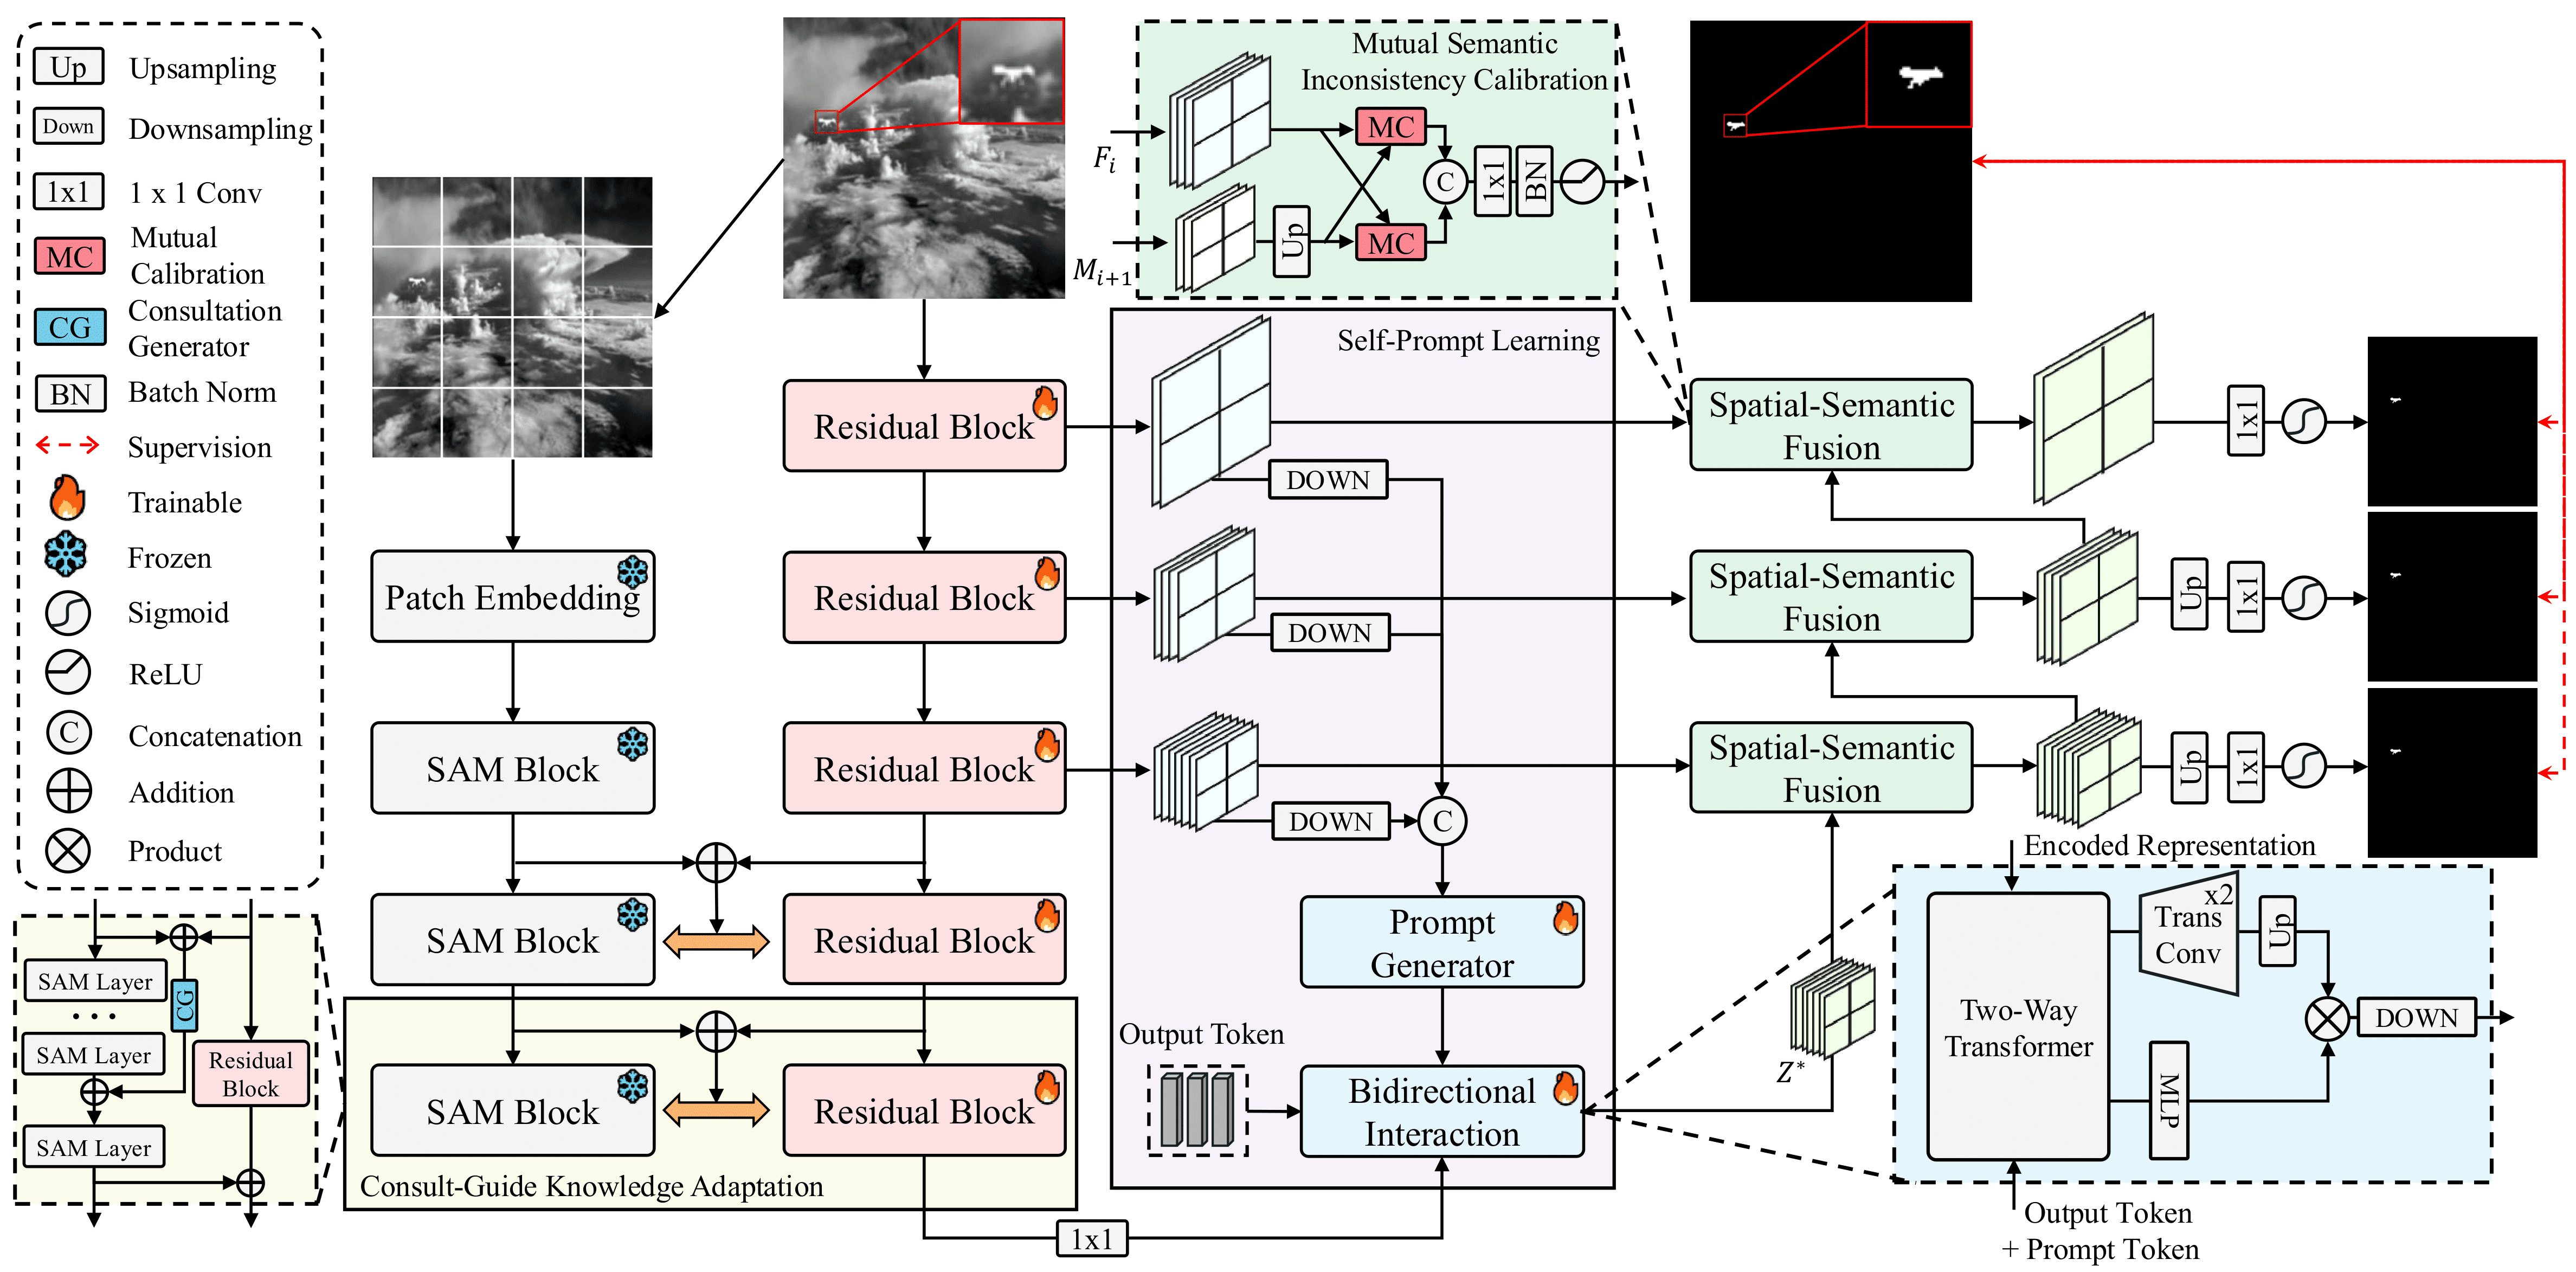 Up Upsampling
Down Downsampling
1x1 1 x 1 Conv
MC Mutual
Calibration
CG Consultation
Generator
BN Batch Norm
Supervision
Trainable
Frozen
Sigmoid
ReLU
C Concatenation
Addition
Product
SAM Layer
CG
. . .
SAM Layer
Residual
Block
SAM Layer
Patch Embedding
SAM Block
SAM Block
SAM Block
Residual Block
Residual Block
Residual Block
Residual Block
Residual Block
Consult-Guide Knowledge Adaptation
1x1
Mutual Semantic
Inconsistency Calibration
F_i
M_{i+1}
Up
MC
MC
C
1x1
BN
Self-Prompt Learning
DOWN
DOWN
DOWN
C
Prompt
Generator
Output Token
Bidirectional
Interaction
Z*
Spatial-Semantic
Fusion
1x1
Spatial-Semantic
Fusion
Up
1x1
Spatial-Semantic
Fusion
Up
1x1
Encoded Representation
Two-Way
Transformer
x2
Trans
Conv
Up
MLP
DOWN
Output Token
+ Prompt Token